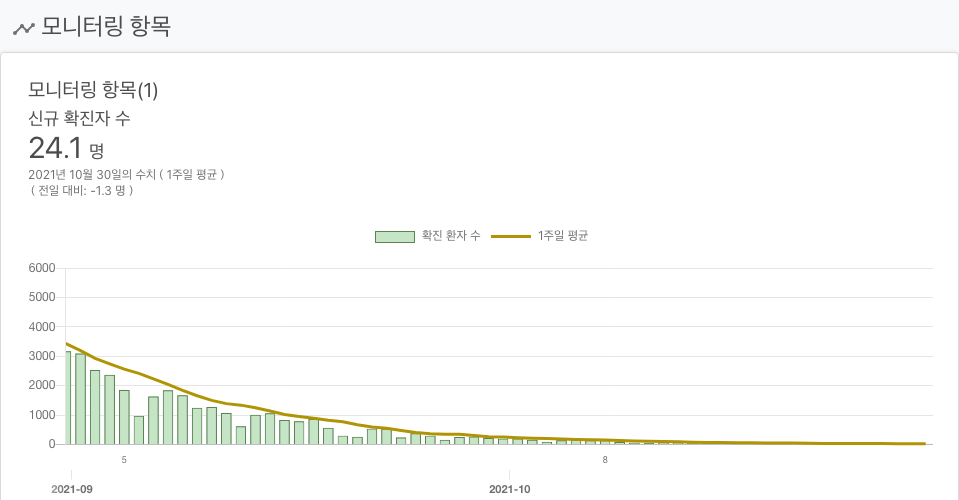 모니터링 항목
모니터링 항목(1)
신규 확진자 수
24.1 명
2021년 10월 30일의 수치 ( 1주일 평균 )
( 전일 대비: -1.3 명 )
확진 환자 수 1주일 평균
6000
5000
4000
3000
2000
1000
0
5 8
2021-09 2021-10